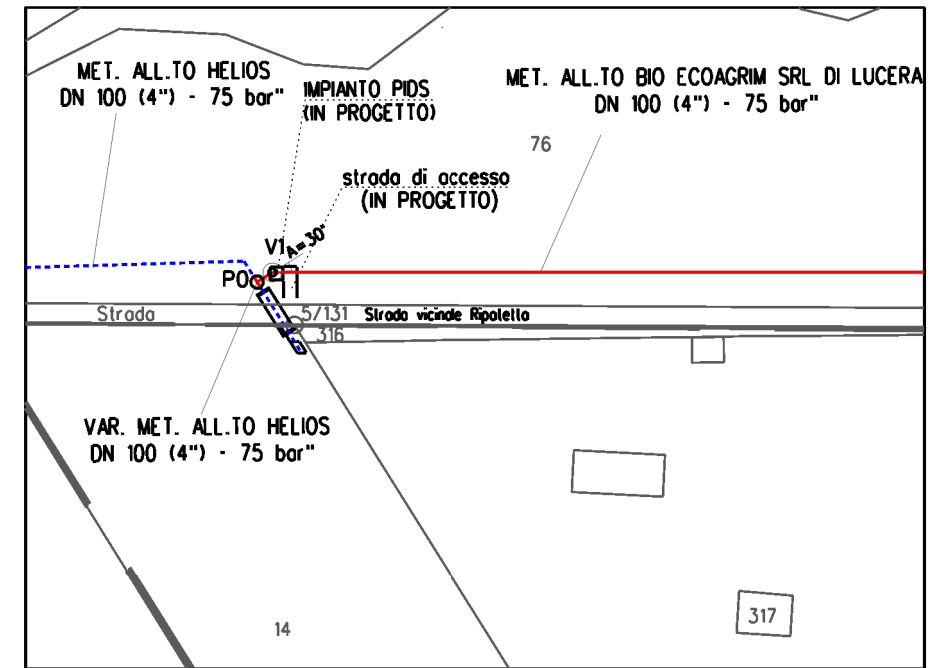 MET. ALL.TO HELIOS
DN 100 (4") - 75 bar"
IMPIANTO PIDS
(IN PROGETTO)
MET. ALL.TO BIO ECOAGRIM SRL DI LUCERA
DN 100 (4") - 75 bar"
76
strada di accesso
(IN PROGETTO)
V1
A=30°
P0
Strada
5/131
Strada vicinale Ripaletta
316
VAR. MET. ALL.TO HELIOS
DN 100 (4") - 75 bar"
14
317